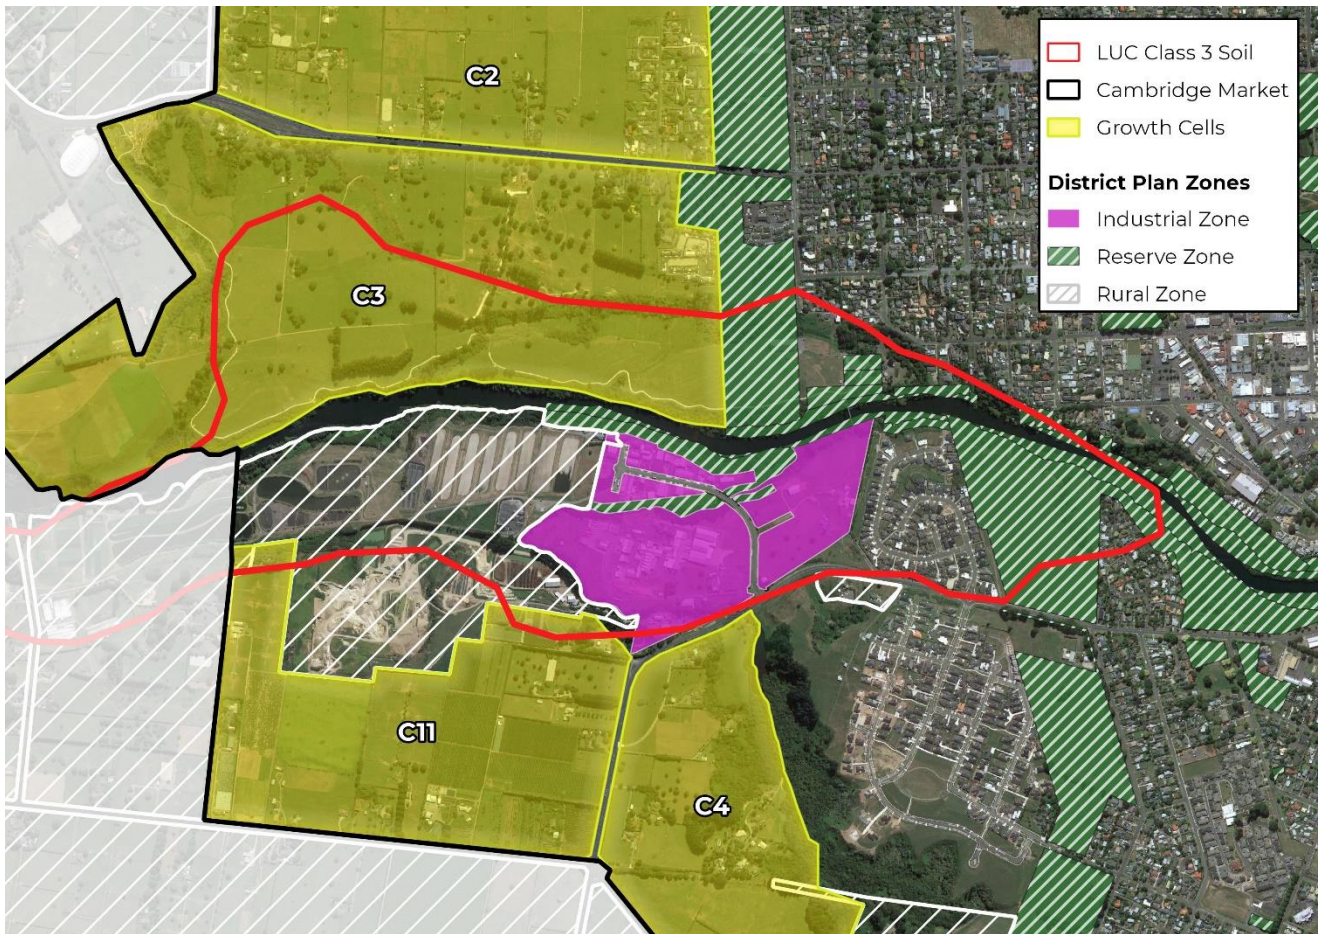 LUC Class 3 Soil
Cambridge Market
Growth Cells
District Plan Zones
Industrial Zone
Reserve Zone
Rural Zone
C2
C3
C11
C4